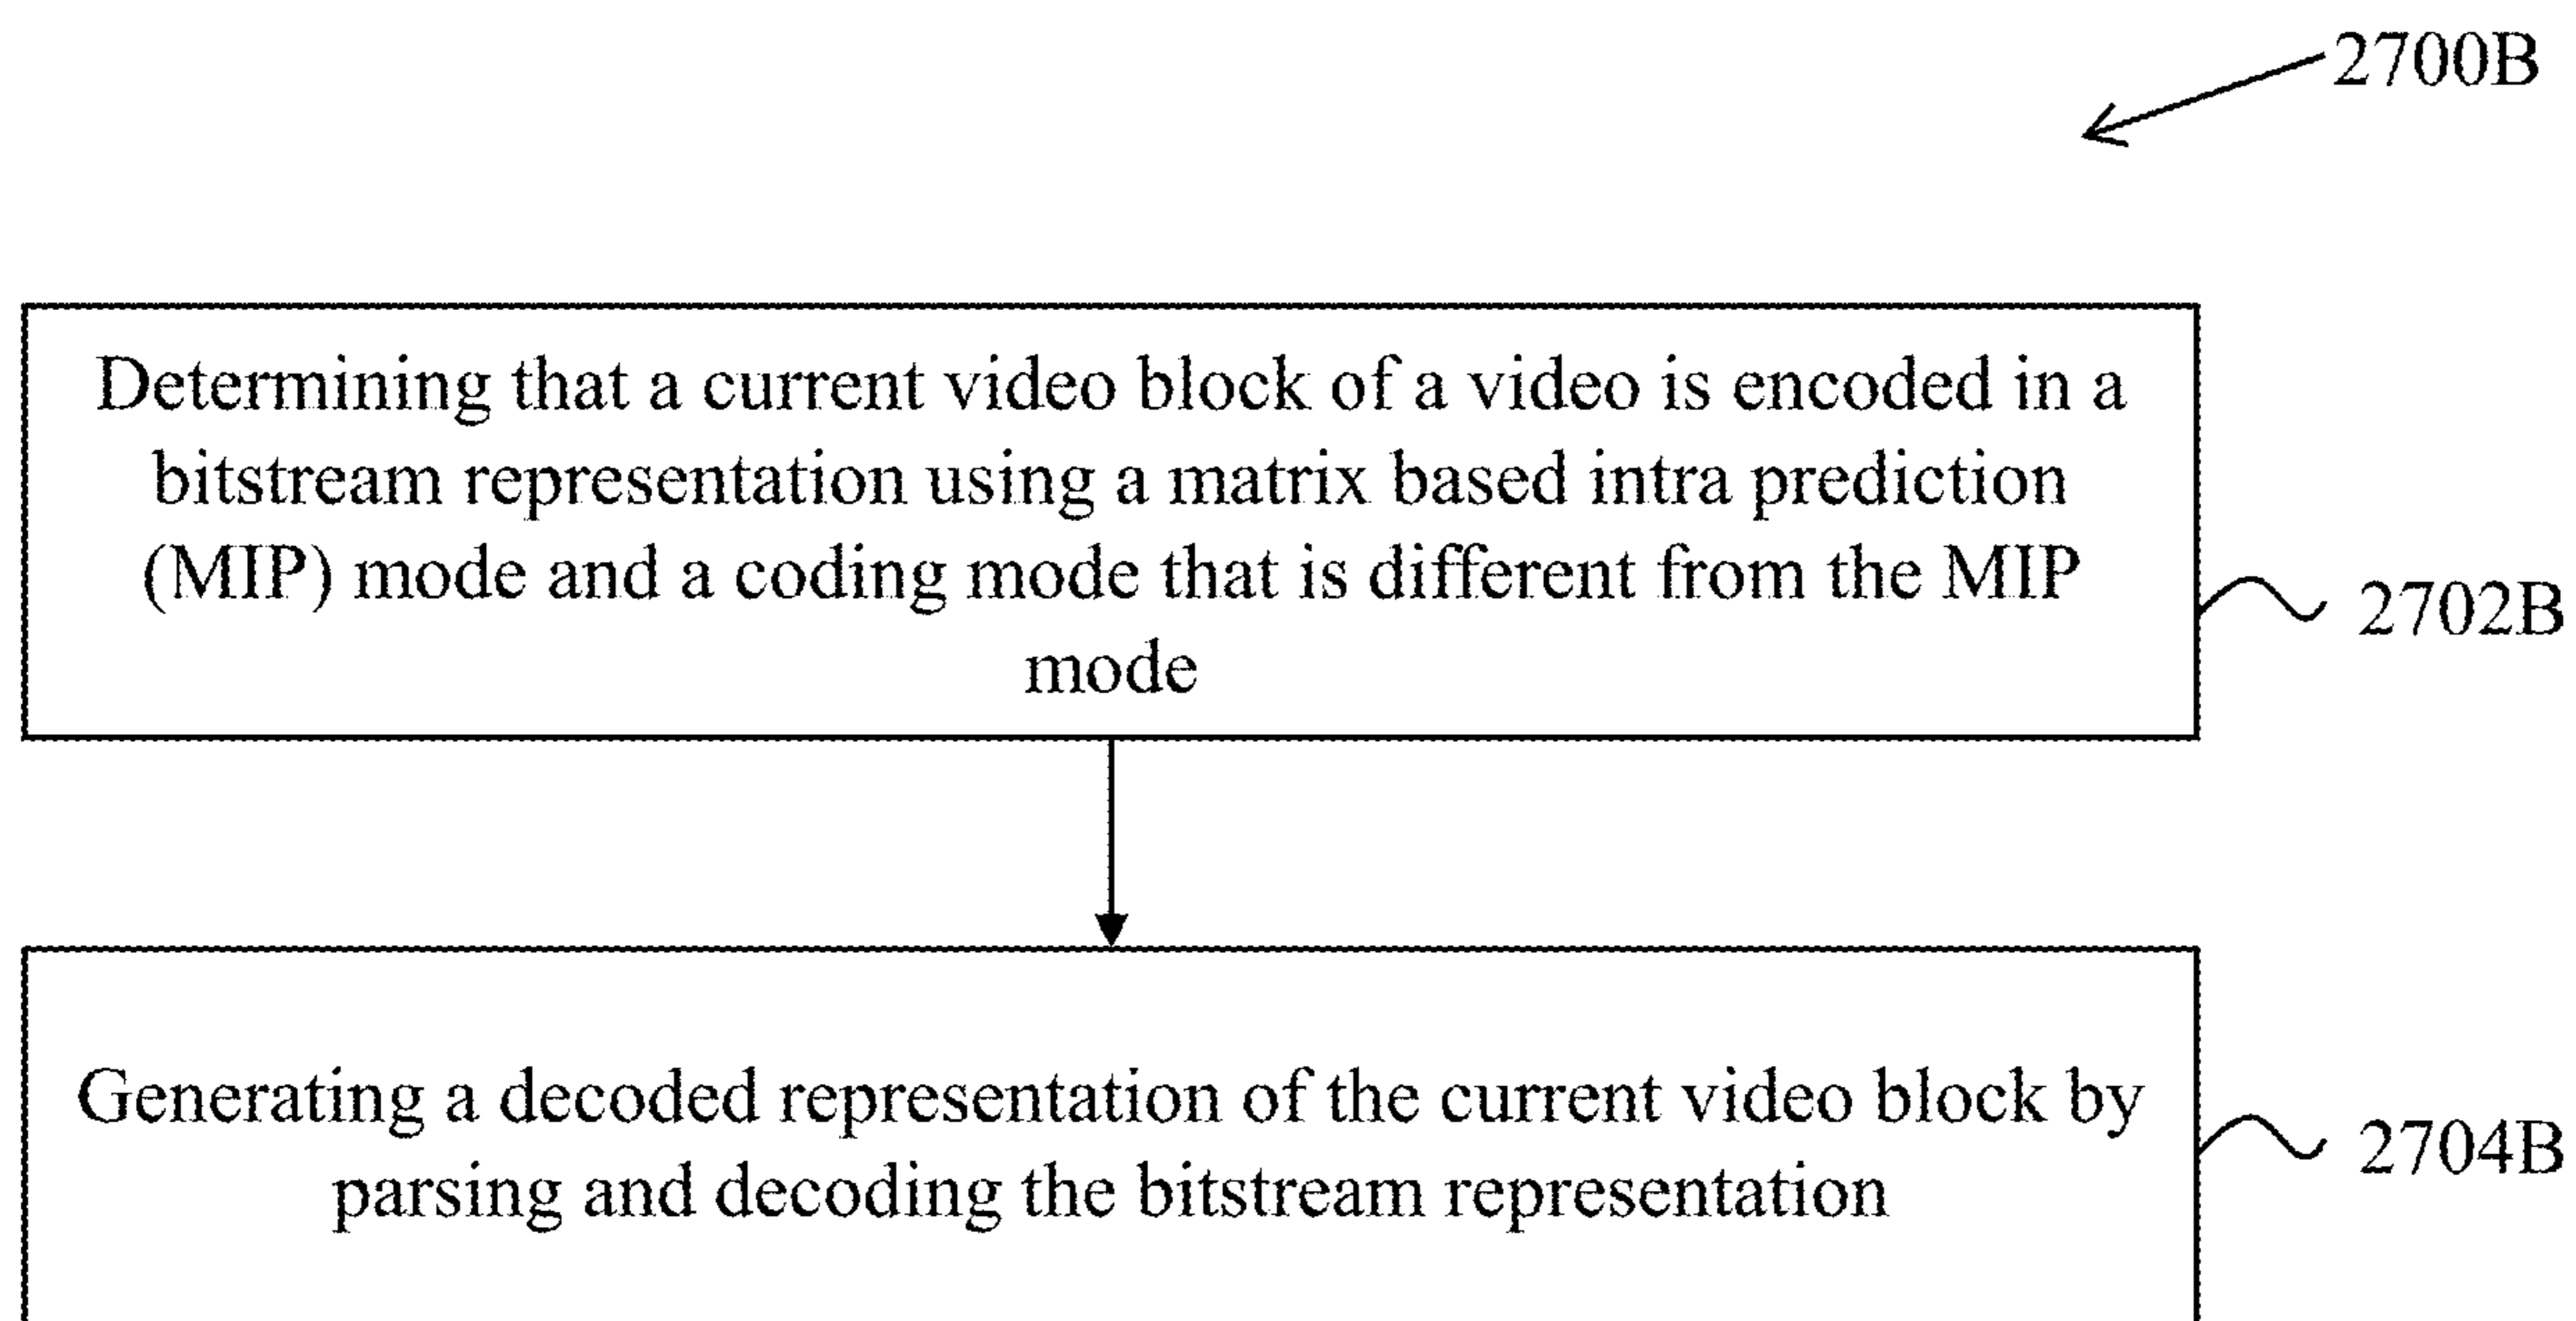 2700B
Determining that a current video block of a video is encoded in a
bitstream representation using a matrix based intra prediction
(MIP) mode and a coding mode that is different from the MIP
mode
2702B
Generating a decoded representation of the current video block by
parsing and decoding the bitstream representation
2704B